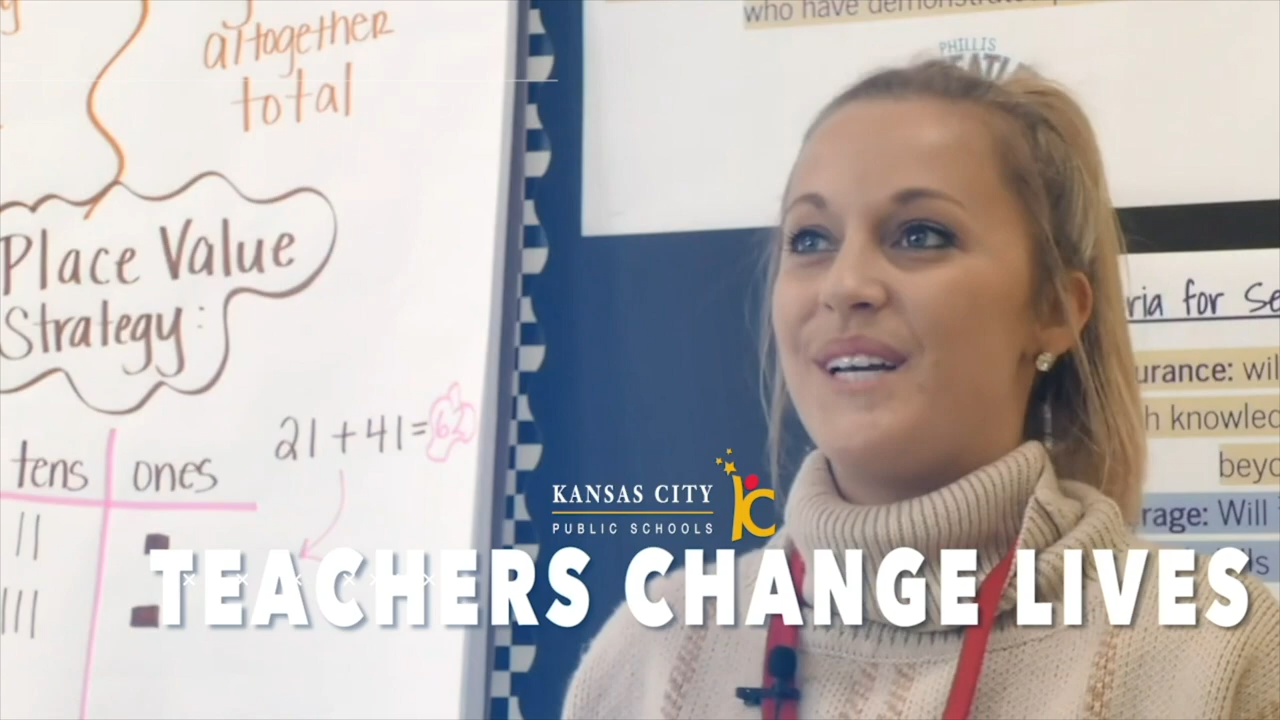 altogether
total
Place Value
Strategy:
21+41=62
tens ones
PHILLIS
KANSAS CITY
PUBLIC SCHOOLS
TEACHERS CHANGE LIVES
ria for Se
urance: wil
h knowled
beyo
rage: Will
who have